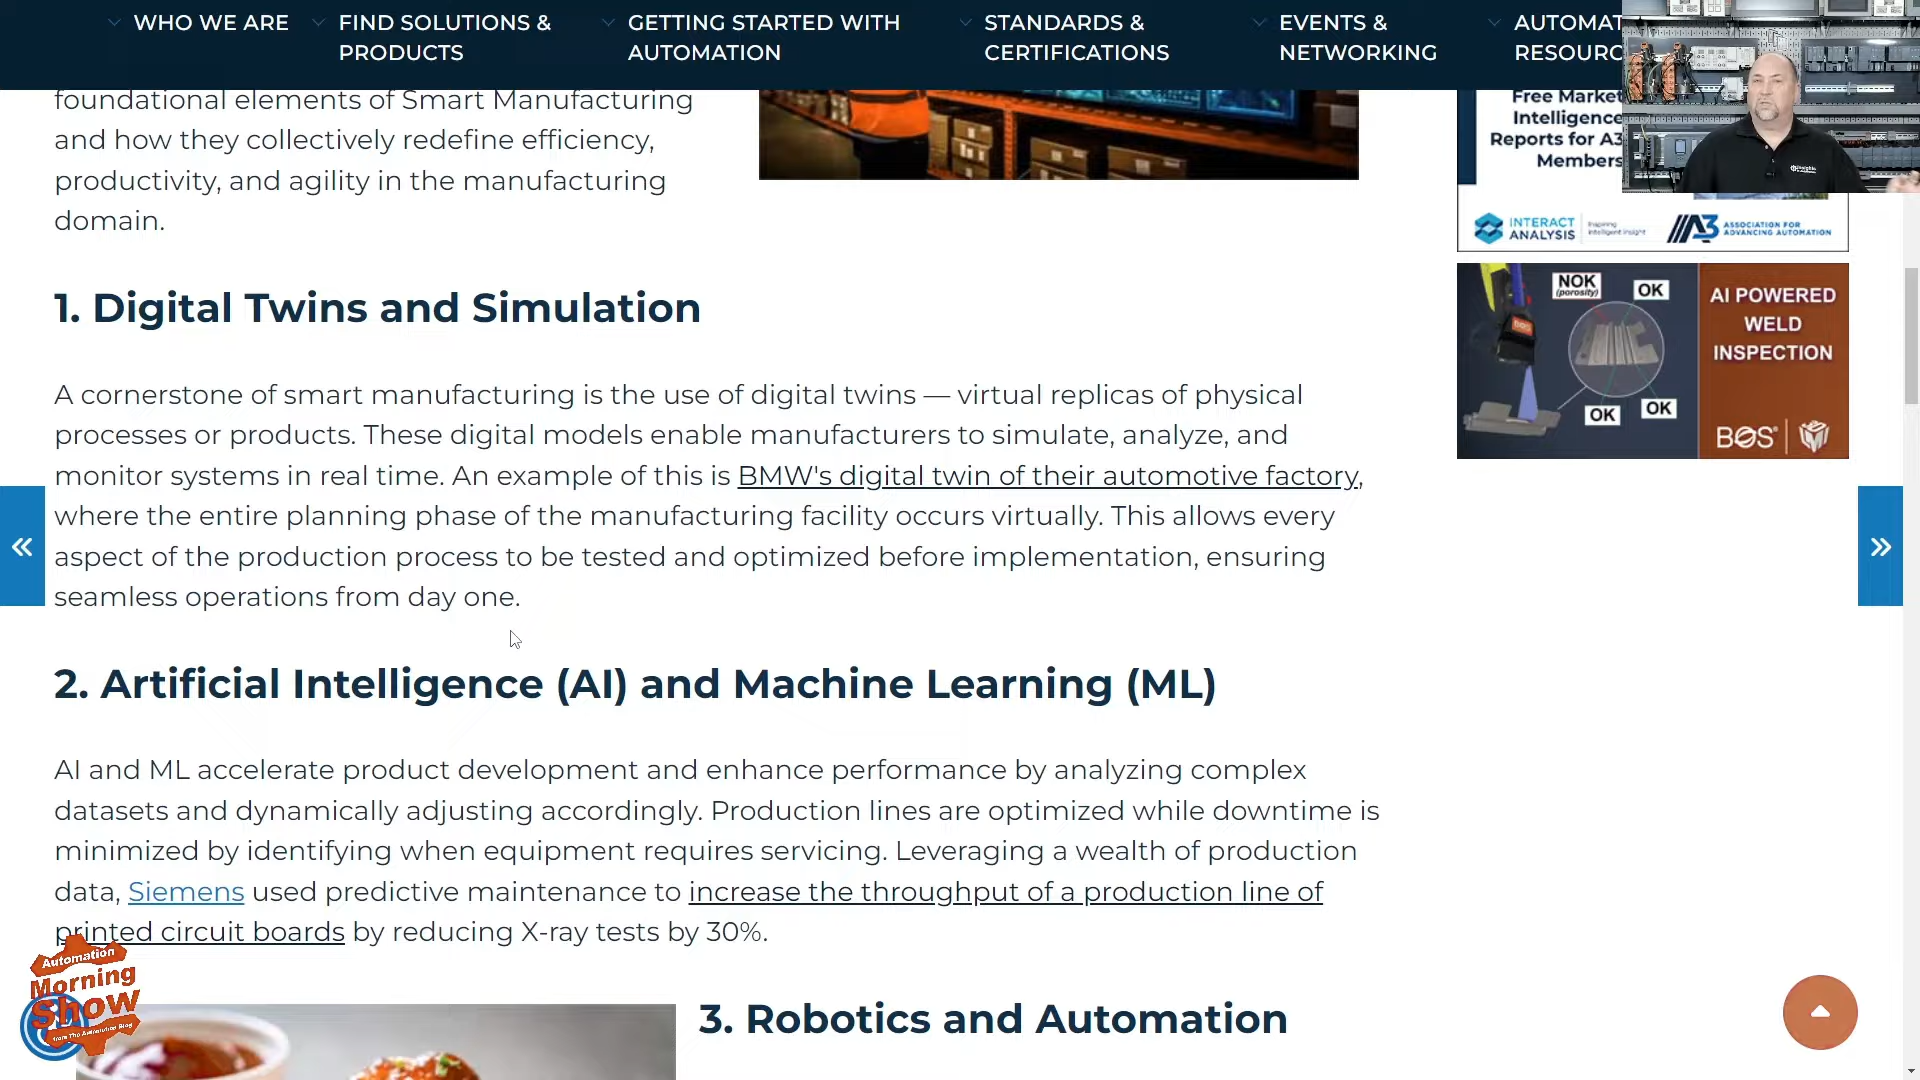 WHO WE ARE
FIND SOLUTIONS &
PRODUCTS
GETTING STARTED WITH
AUTOMATION
STANDARDS &
CERTIFICATIONS
EVENTS &
NETWORKING
AUTOMAT
RESOURC
foundational elements of Smart Manufacturing
and how they collectively redefine efficiency,
productivity, and agility in the manufacturing
domain.
Free Market
Intelligence
Reports for A3
Members
INTERACT
ANALYSIS
Inspiring
intelligent insight
A3
ASSOCIATION FOR
ADVANCING AUTOMATION
1. Digital Twins and Simulation
A cornerstone of smart manufacturing is the use of digital twins — virtual replicas of physical
processes or products. These digital models enable manufacturers to simulate, analyze, and
monitor systems in real time. An example of this is BMW's digital twin of their automotive factory,
where the entire planning phase of the manufacturing facility occurs virtually. This allows every
aspect of the production process to be tested and optimized before implementation, ensuring
seamless operations from day one.
NOK
(porosity)
OK
OK
OK
BOS
AI POWERED
WELD
INSPECTION
BOS
2. Artificial Intelligence (AI) and Machine Learning (ML)
AI and ML accelerate product development and enhance performance by analyzing complex
datasets and dynamically adjusting accordingly. Production lines are optimized while downtime is
minimized by identifying when equipment requires servicing. Leveraging a wealth of production
data, Siemens used predictive maintenance to increase the throughput of a production line of
printed circuit boards by reducing X-ray tests by 30%.
Automation
Morning
Show
from The Automation Blog
3. Robotics and Automation